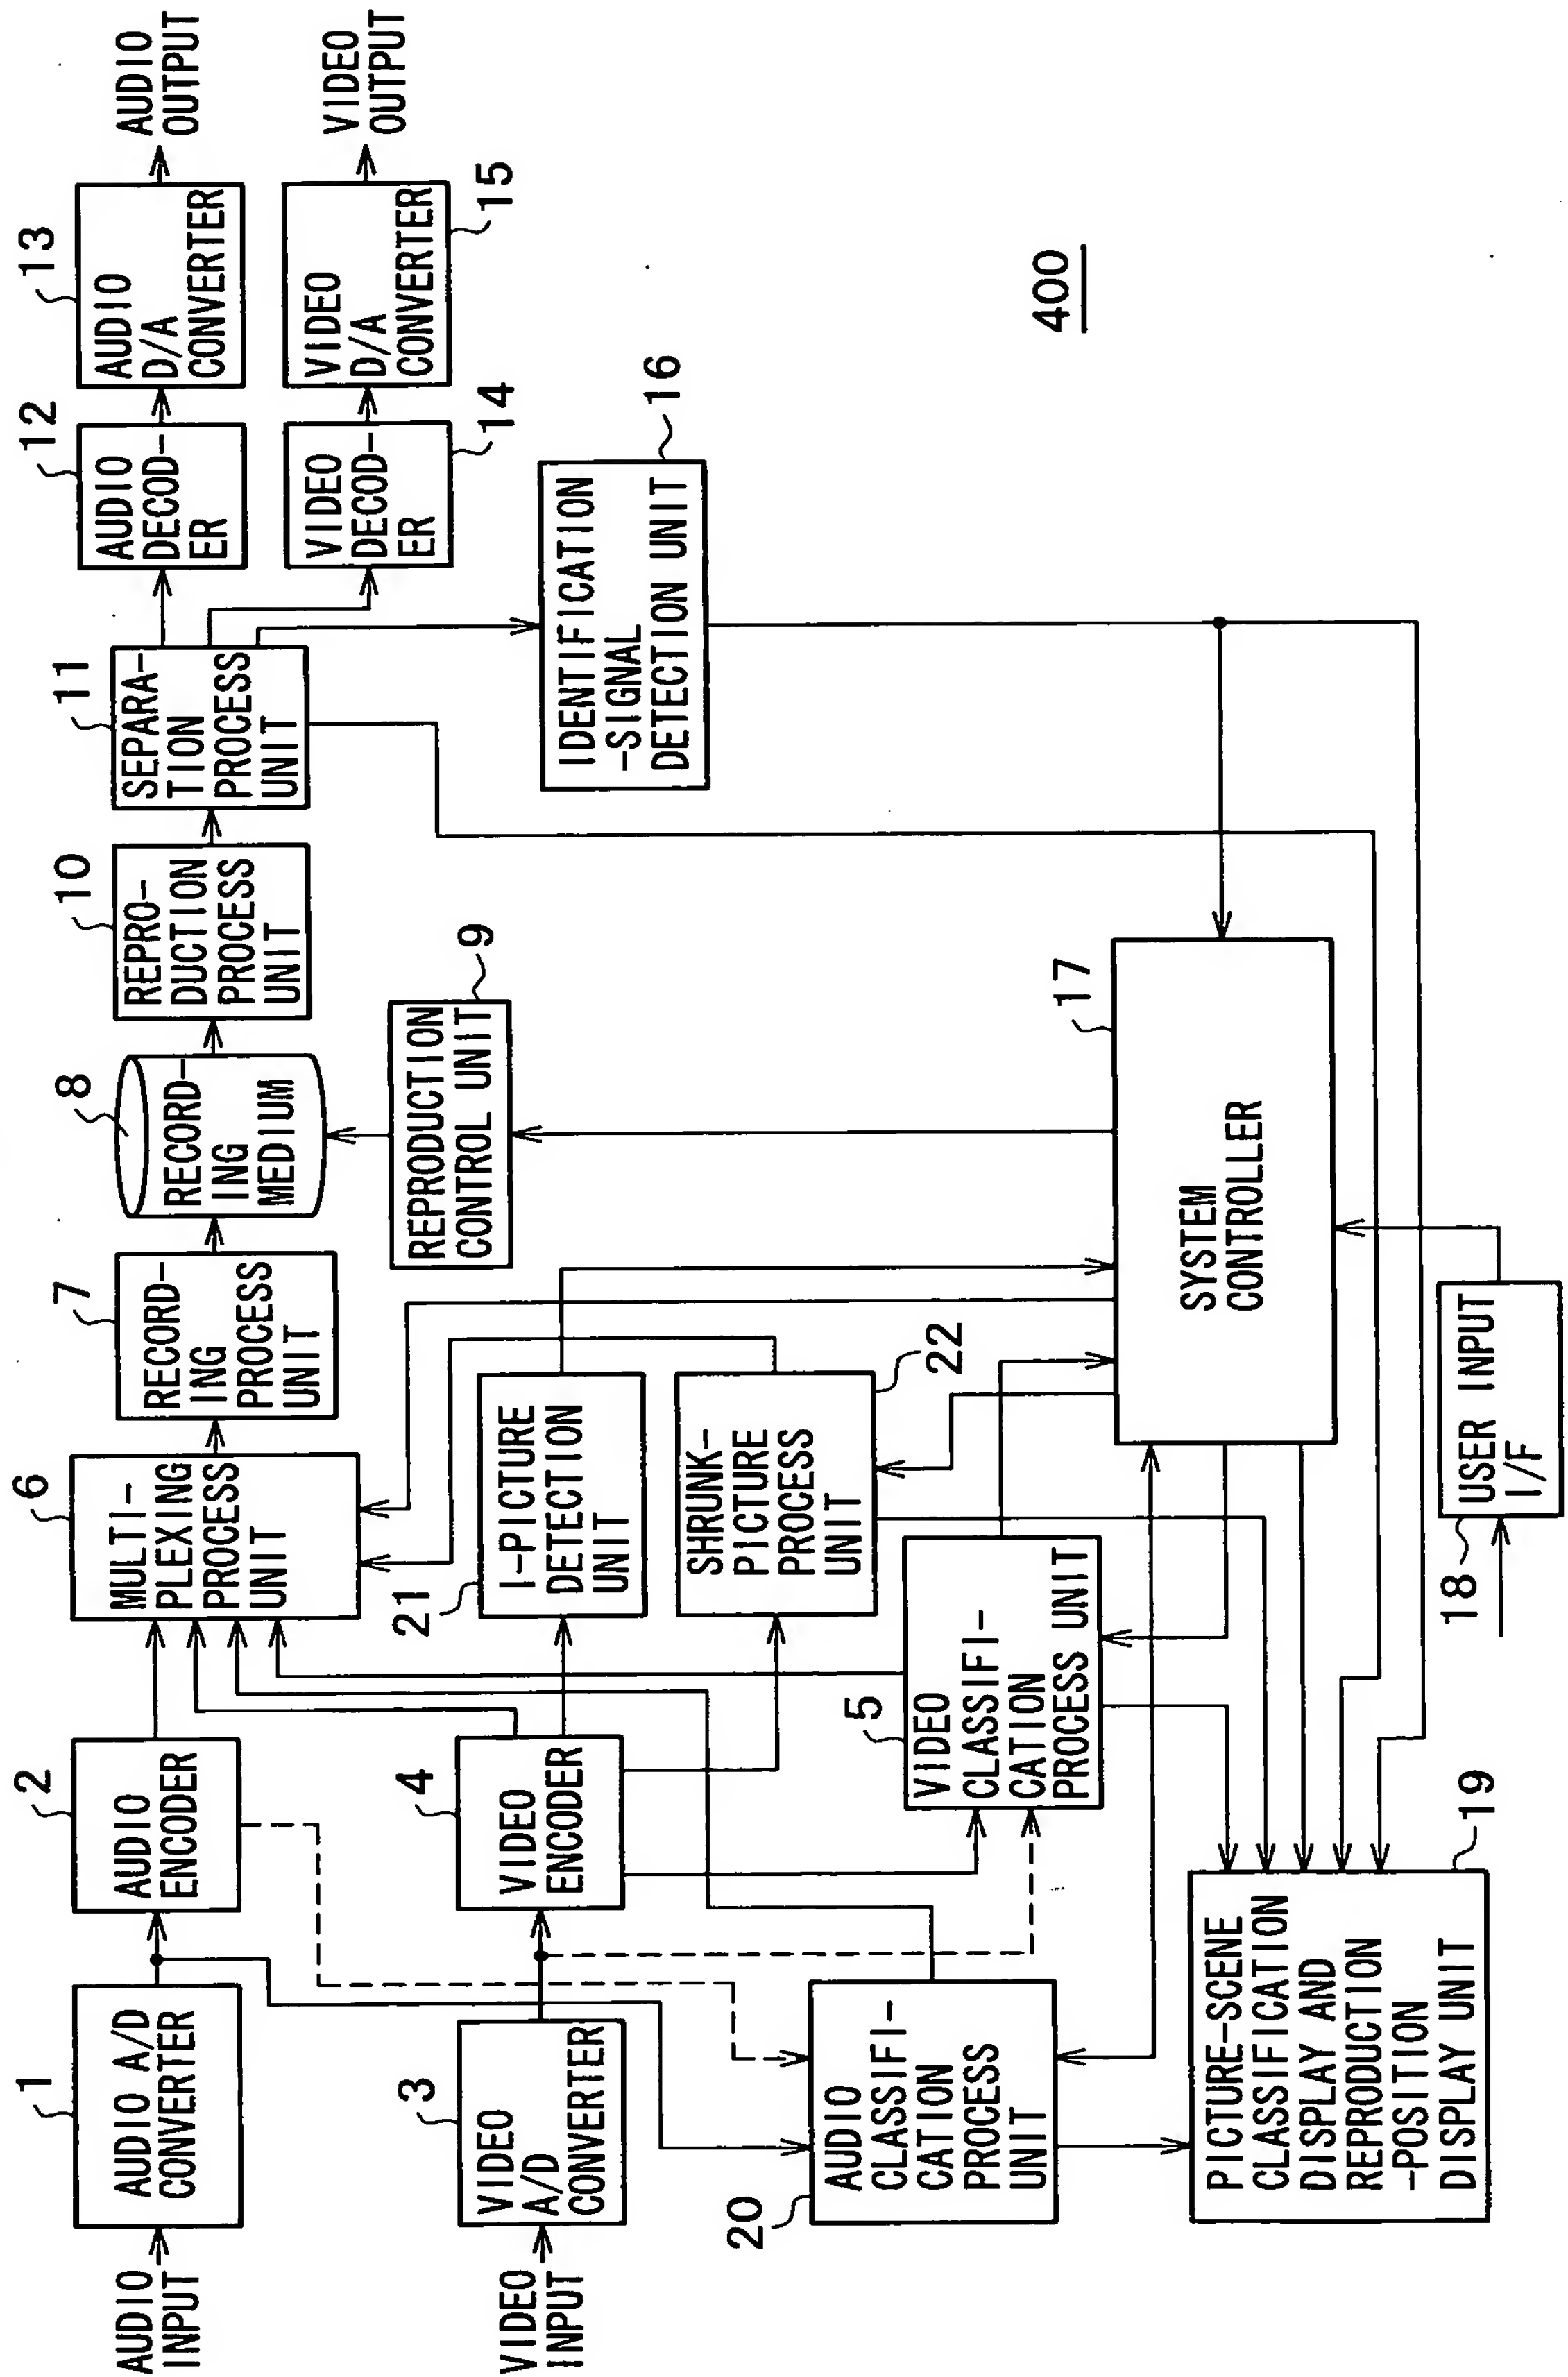 AUDIO
INPUT
1
AUDIO A/D
CONVERTER
2
AUDIO
ENCODER
6
MULTI-
PLEXING
PROCESS
UNIT
7
RECORD-
ING
PROCESS
UNIT
8
RECORD-
ING
MEDIUM
10
REPRO-
DUCTION
PROCESS
UNIT
11
SEPARA-
TION
PROCESS
UNIT
12
AUDIO
DECOD-
ER
13
AUDIO
D/A
CONVERTER
AUDIO
OUTPUT
14
VIDEO
DECOD-
ER
15
VIDEO
D/A
CONVERTER
VIDEO
OUTPUT
VIDEO
INPUT
3
VIDEO
A/D
CONVERTER
4
VIDEO
ENCODER
21
I-PICTURE
DETECTION
UNIT
9
REPRODUCTION
CONTROL UNIT
16
IDENTIFICATION
-SIGNAL
DETECTION UNIT
22
SHRUNK-
PICTURE
PROCESS
UNIT
20
AUDIO
CLASSIFI-
CATION
PROCESS
UNIT
5
VIDEO
CLASSIFI-
CATION
PROCESS UNIT
17
SYSTEM
CONTROLLER
400
19
PICTURE-SCENE
CLASSIFICATION
DISPLAY AND
REPRODUCTION
-POSITION
DISPLAY UNIT
18
USER INPUT
I/F